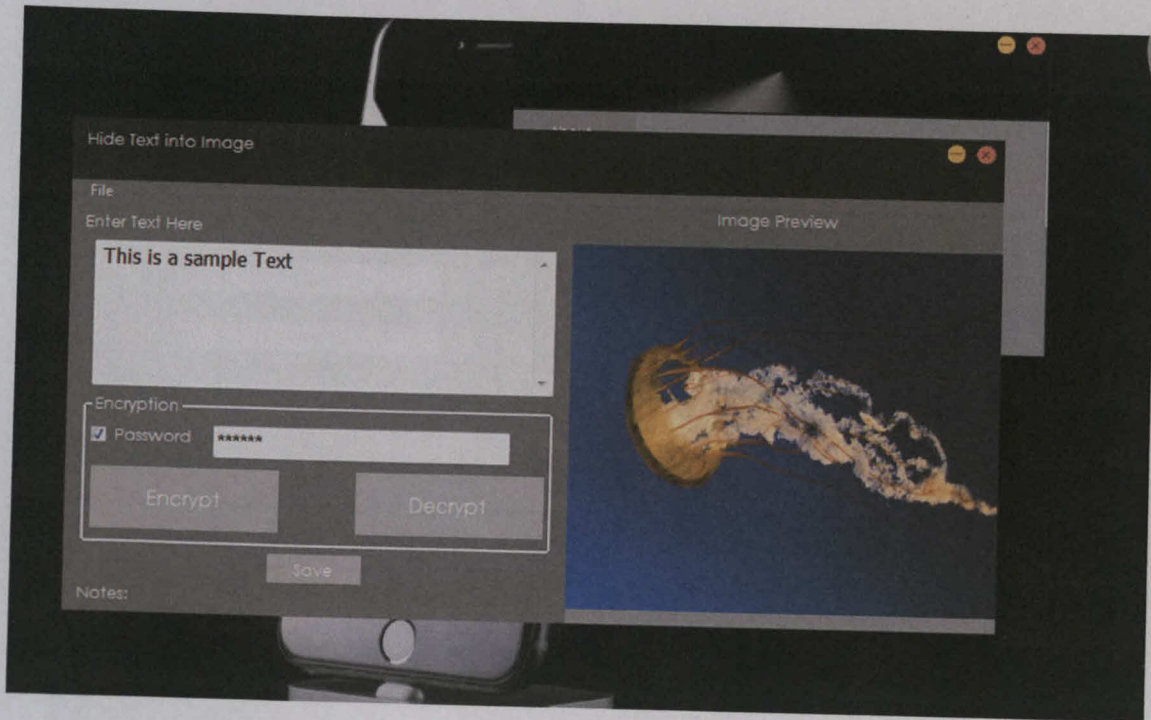 Hide Text into Image
File
Enter Text Here
Image Preview
This is a sample Text
Encryption
Password
******
Encrypt
Decrypt
Save
Notes: